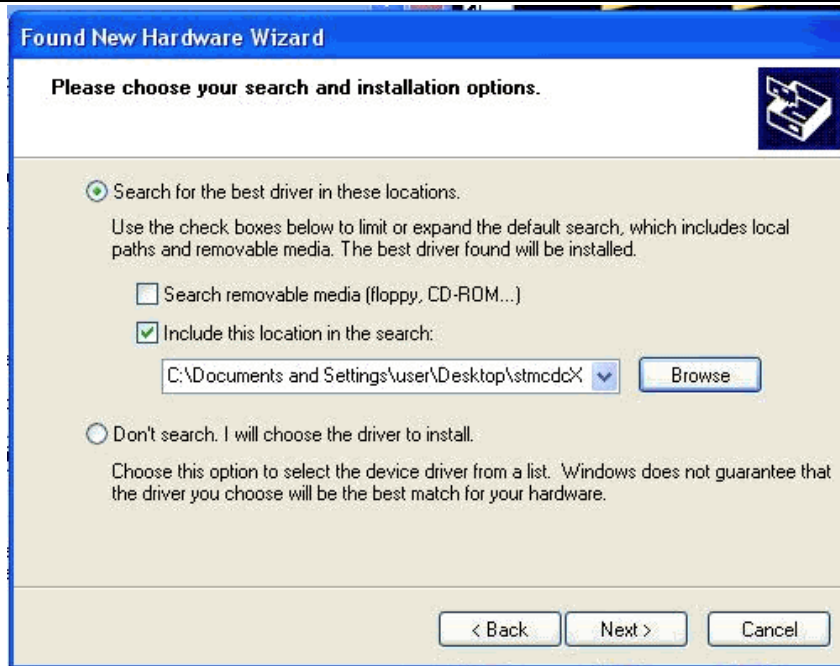 Found New Hardware Wizard
Please choose your search and installation options.
Search for the best driver in these locations.
Use the check boxes below to limit or expand the default search, which includes local
paths and removable media. The best driver found will be installed.
Search removable media (floppy, CD-ROM...)
Include this location in the search:
C:\Documents and Settings\user\Desktop\stmcdcX
Browse
Don't search. I will choose the driver to install.
Choose this option to select the device driver from a list. Windows does not guarantee that
the driver you choose will be the best match for your hardware.
< Back
Next >
Cancel